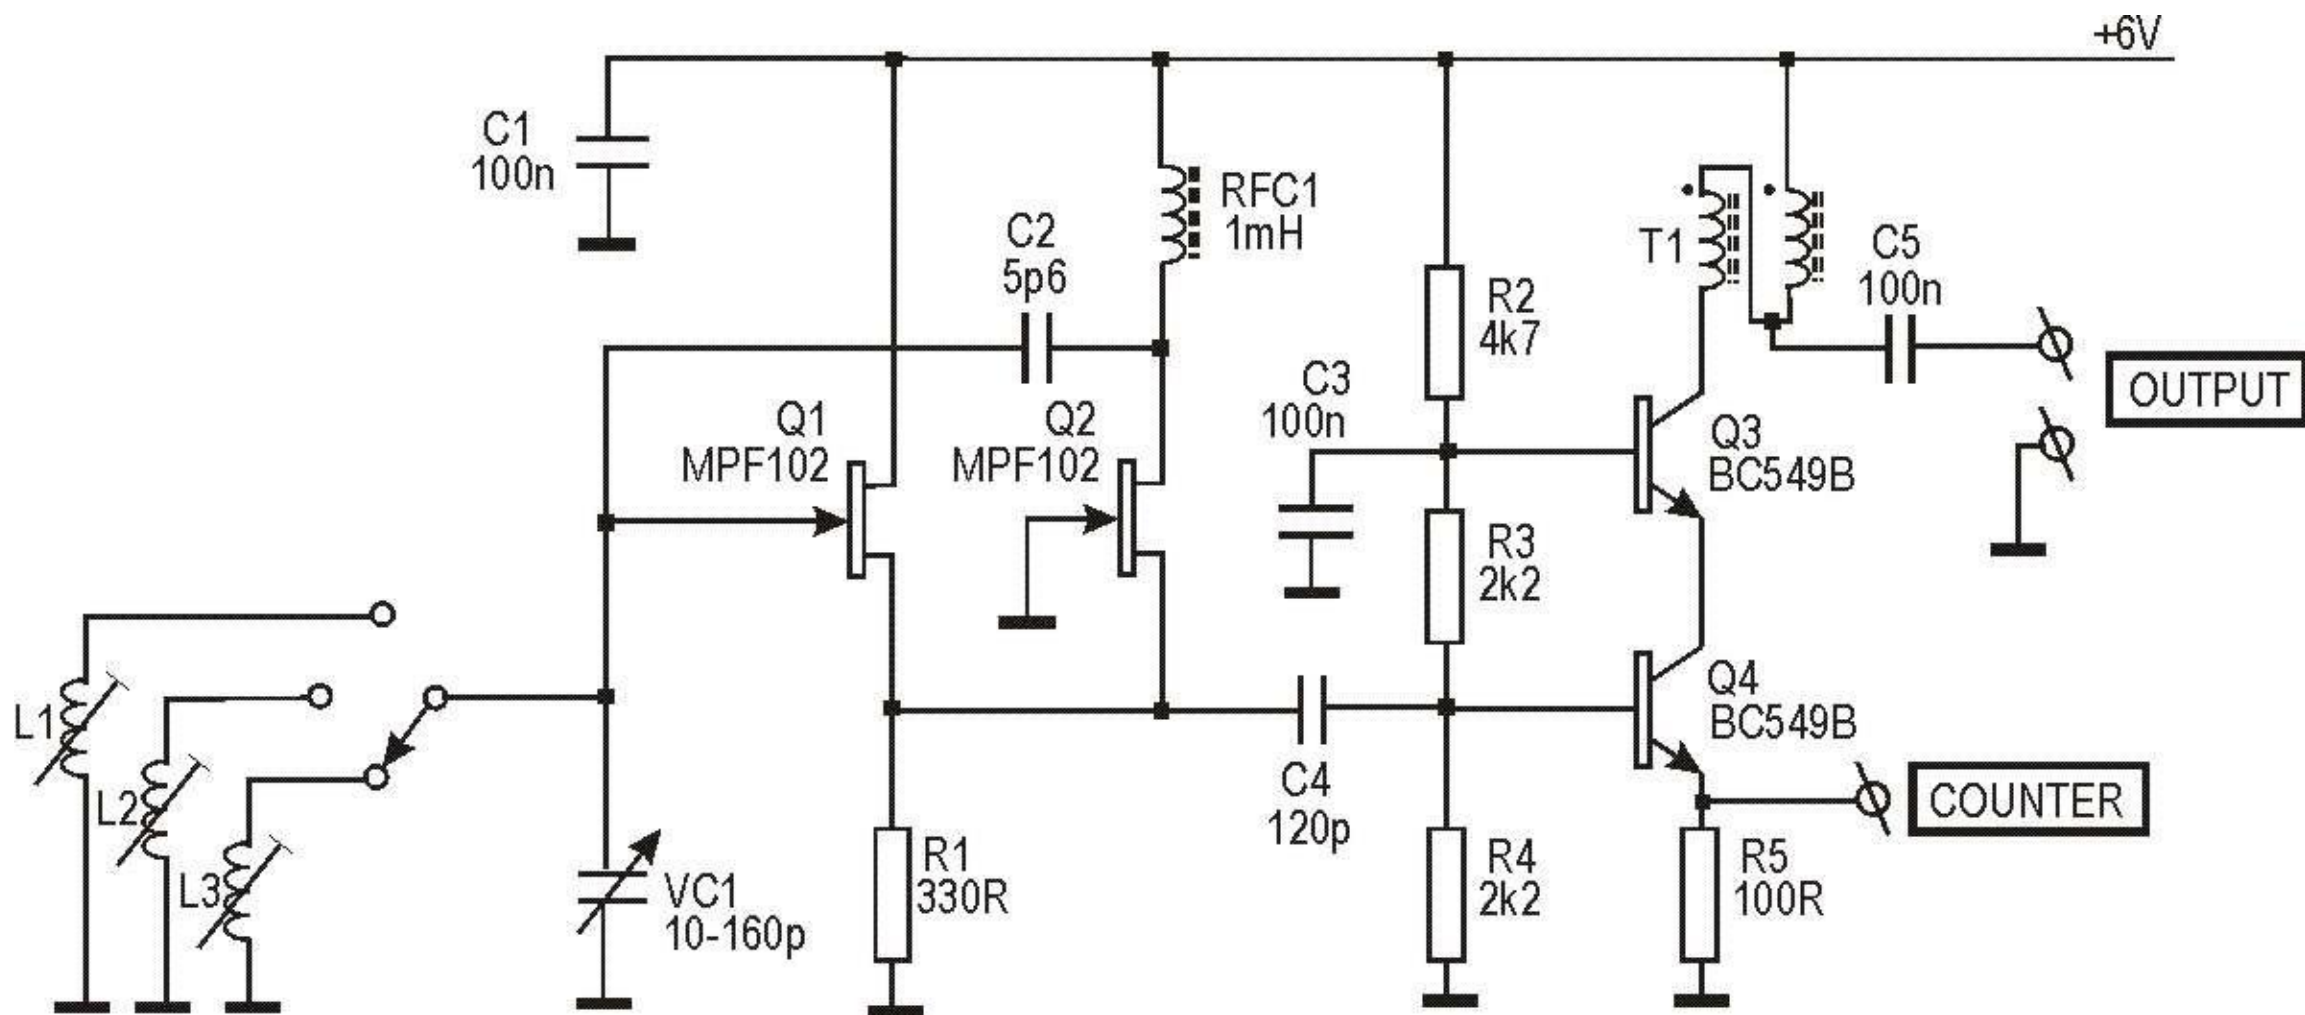 +6V
C1
100n
C2
5p6
RFC1
1mH
T1
C5
100n
R2
4k7
C3
100n
OUTPUT
Q1
MPF102
Q2
MPF102
Q3
BC549B
R3
2k2
L1
L2
L3
Q4
BC549B
C4
120p
COUNTER
VC1
10-160p
R1
330R
R4
2k2
R5
100R